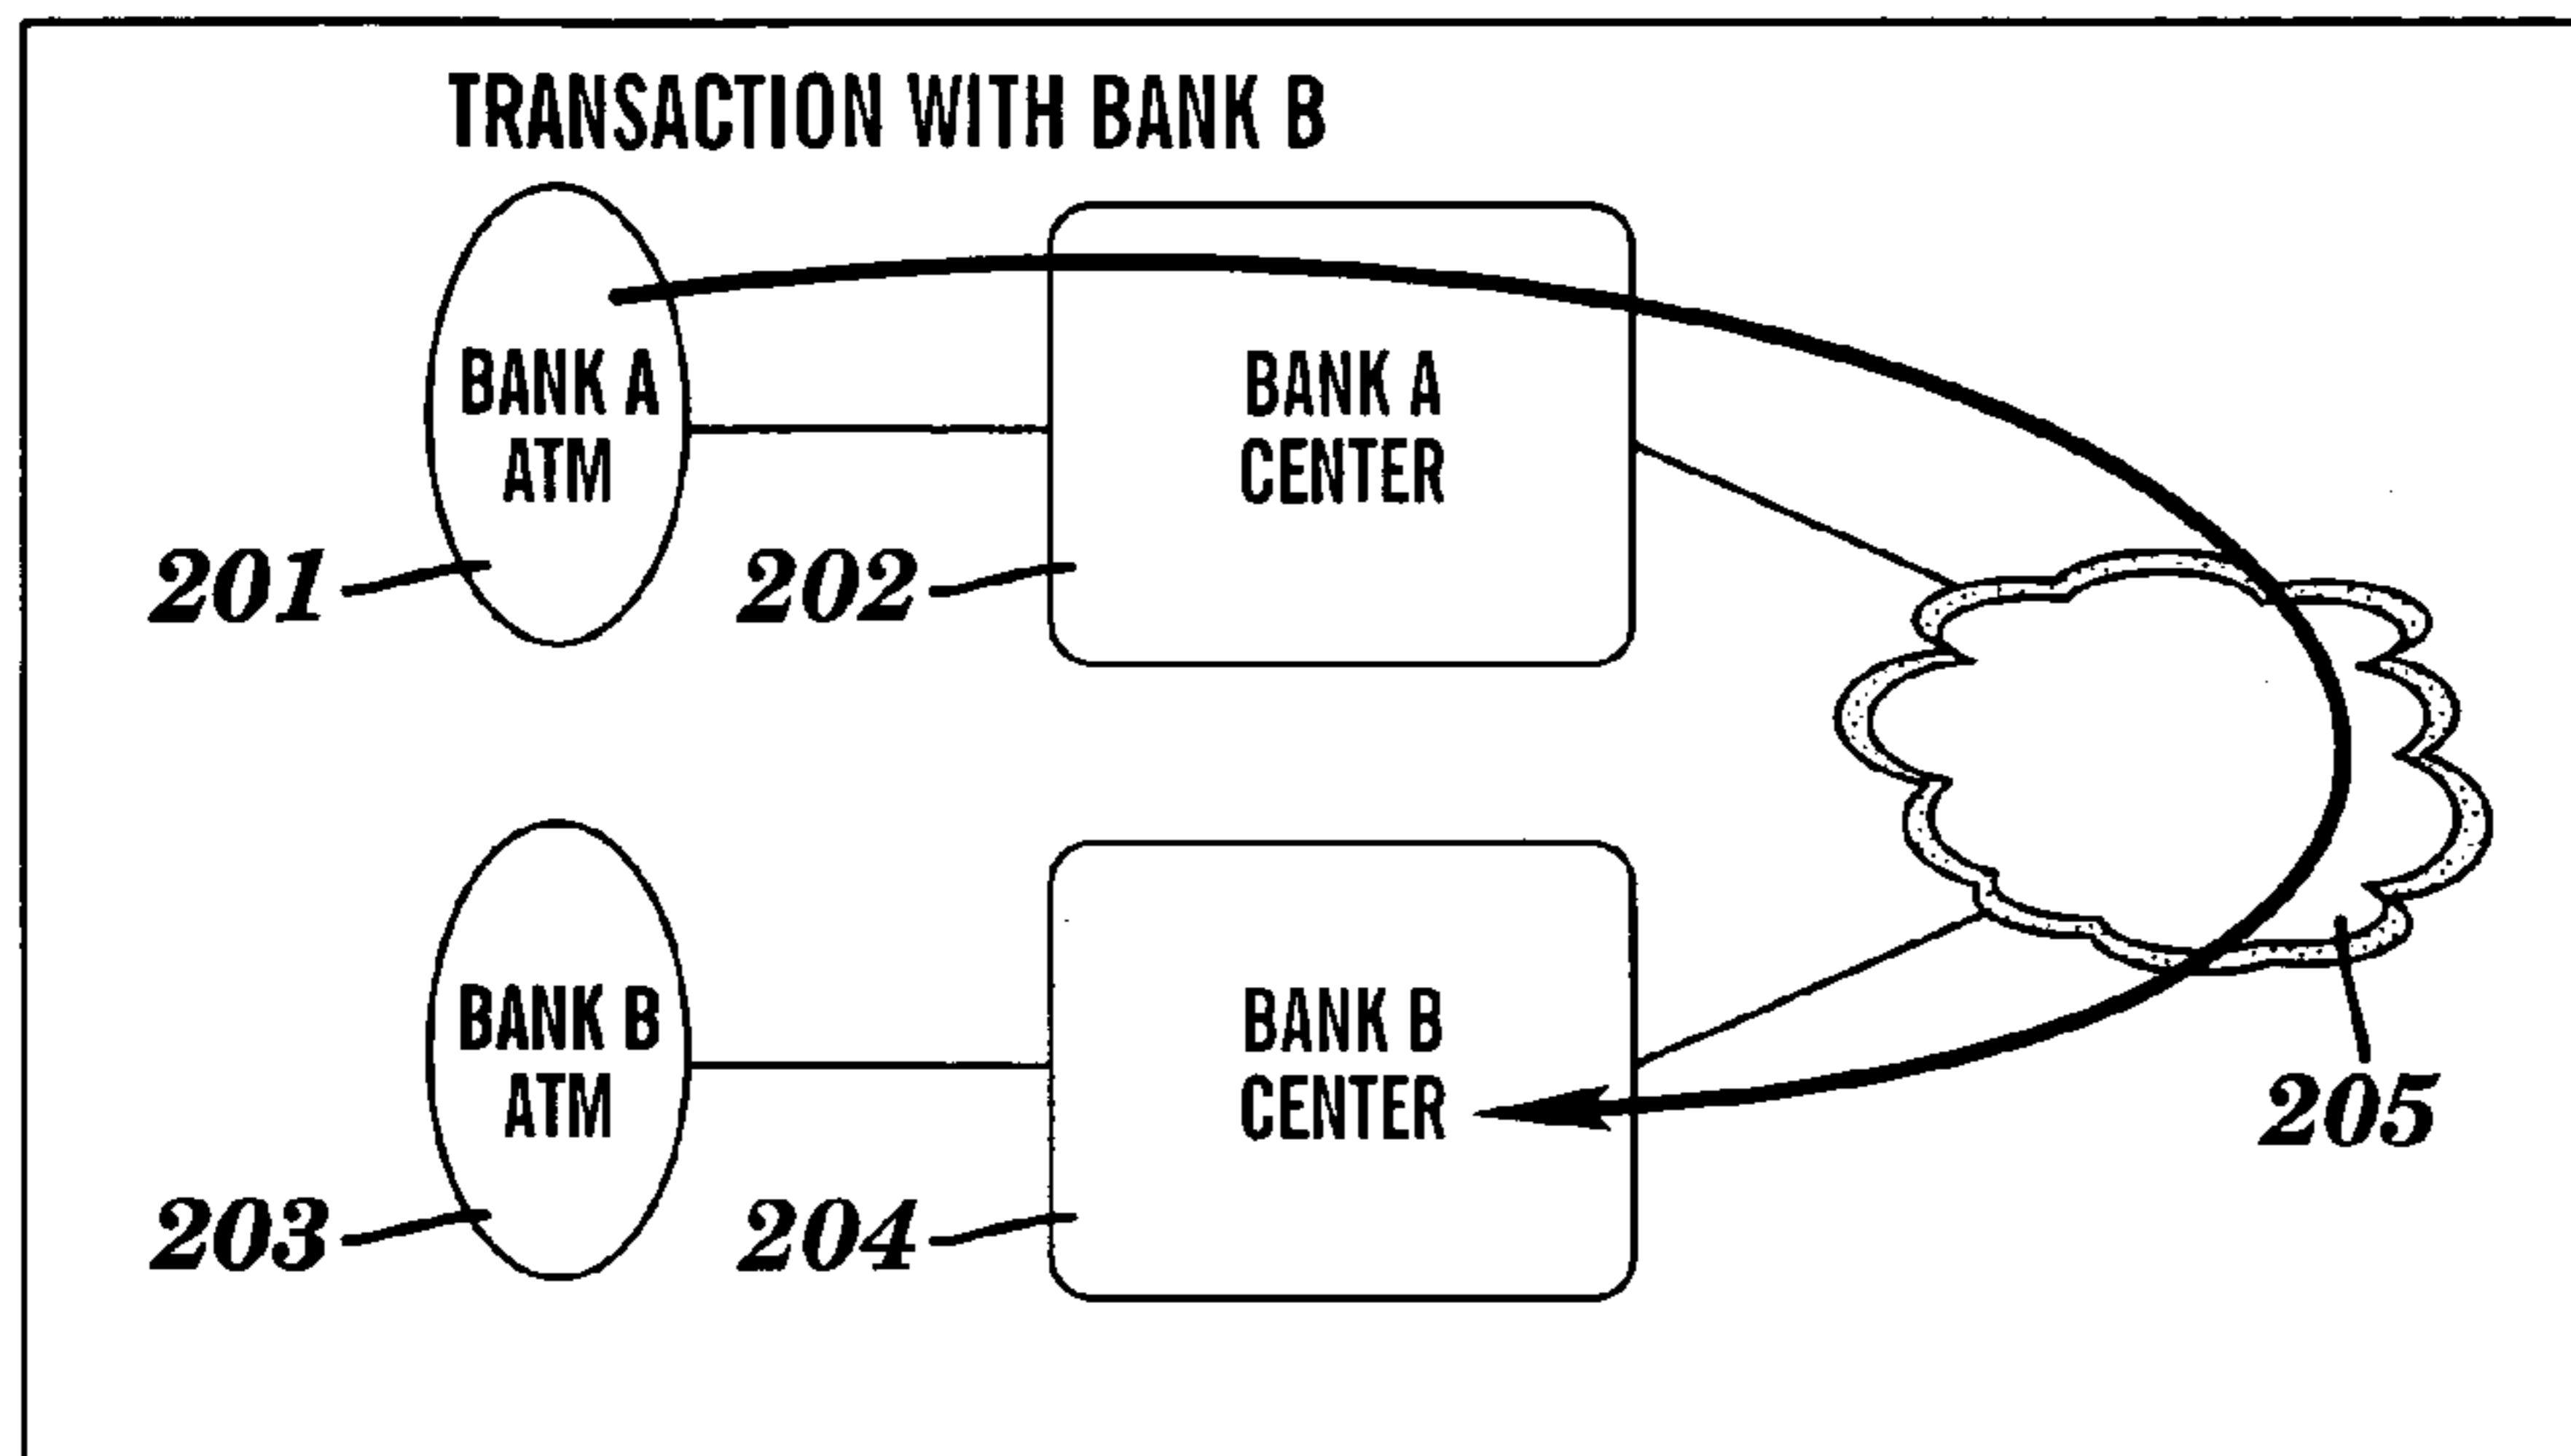 TRANSACTION WITH BANK B
BANK A
ATM
BANK A
CENTER
201
202
BANK B
ATM
BANK B
CENTER
205
203
204